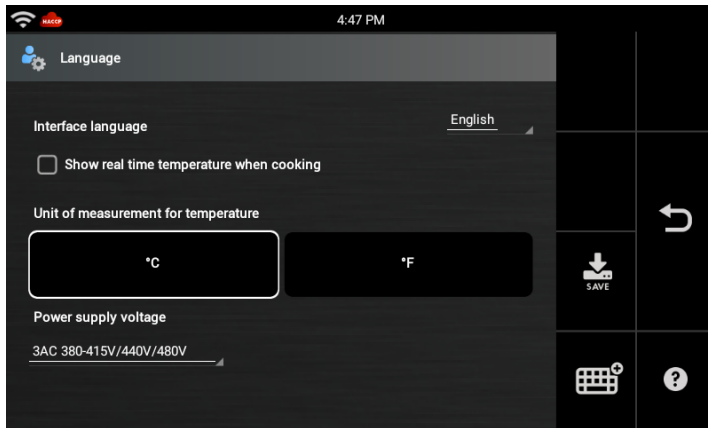 HACCP
4:47 PM
Language
Interface language
English
Show real time temperature when cooking
Unit of measurement for temperature
°C
°F
SAVE
Power supply voltage
3AC 380-415V/440V/480V
?